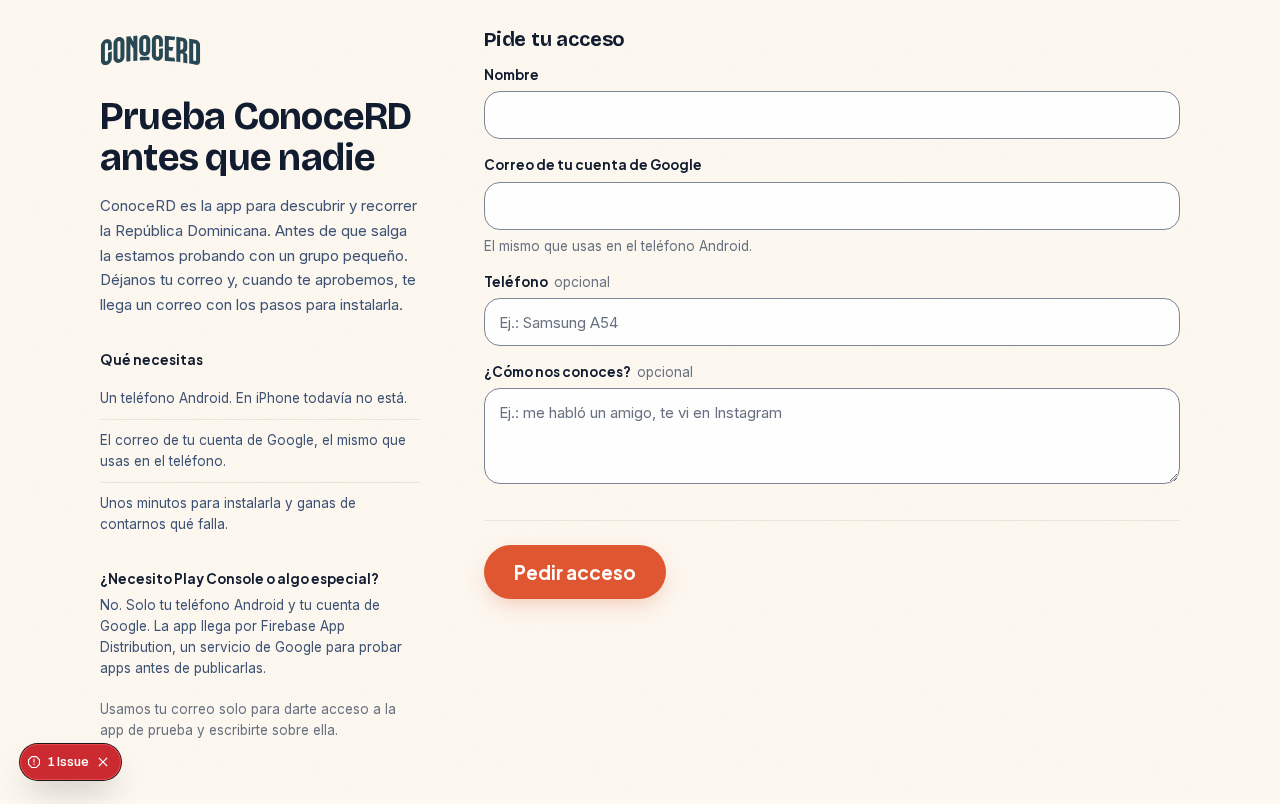 CONOCERD
Prueba ConoceRD
antes que nadie
ConoceRD es la app para descubrir y recorrer
la República Dominicana. Antes de que salga
la estamos probando con un grupo pequeño.
Déjanos tu correo y, cuando te aprobemos, te
llega un correo con los pasos para instalarla.
Qué necesitas
Un teléfono Android. En iPhone todavía no está.
El correo de tu cuenta de Google, el mismo que
usas en el teléfono.
Unos minutos para instalarla y ganas de
contarnos qué falla.
¿Necesito Play Console o algo especial?
No. Solo tu teléfono Android y tu cuenta de
Google. La app llega por Firebase App
Distribution, un servicio de Google para probar
apps antes de publicarlas.
Usamos tu correo solo para darte acceso a la
app de prueba y escribirte sobre ella.
1 Issue
Pide tu acceso
Nombre
Correo de tu cuenta de Google
El mismo que usas en el teléfono Android.
Teléfono opcional
Ej.: Samsung A54
¿Cómo nos conoces? opcional
Ej.: me habló un amigo, te vi en Instagram
Pedir acceso